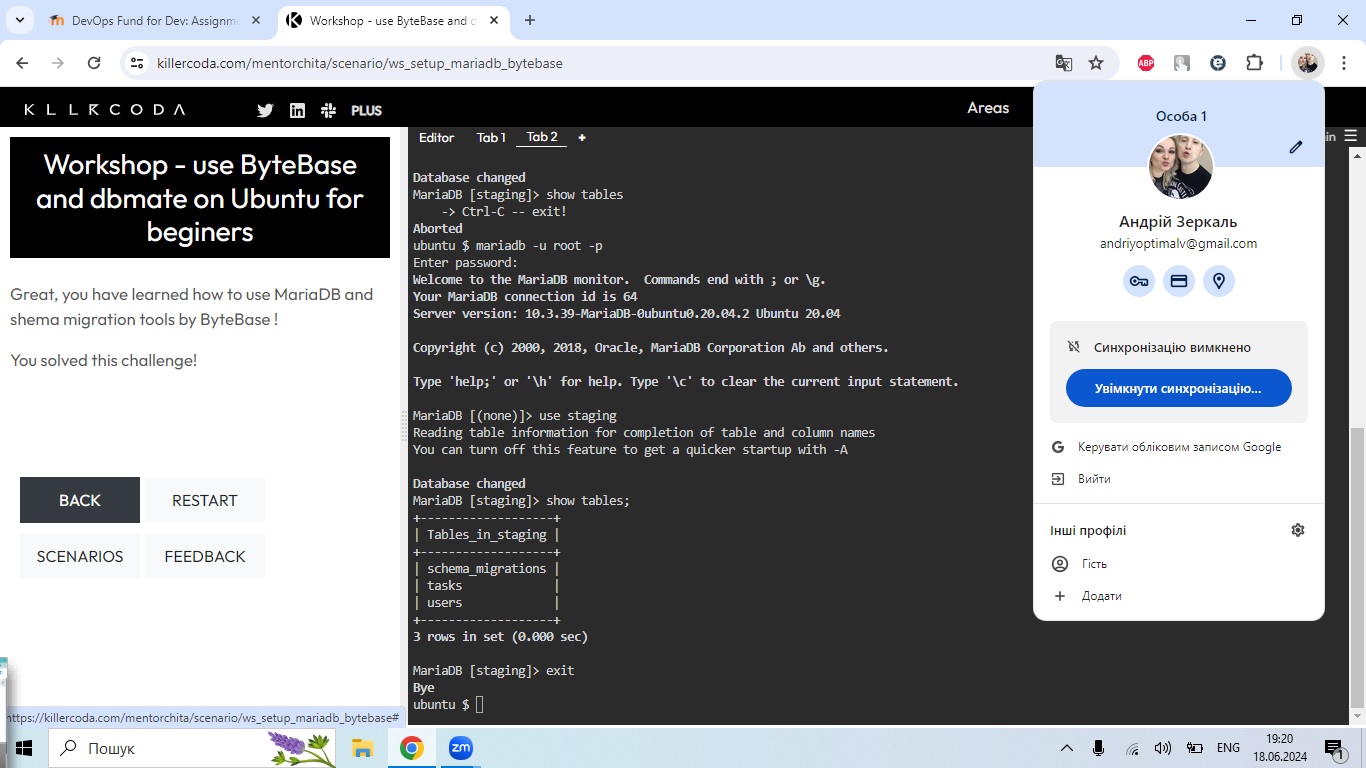 DevOps Fund for Dev: Assignme
Workshop - use ByteBase and d
killercoda.com/mentorchita/scenario/ws_setup_mariadb_bytebase
ABP
KLLRCODA
PLUS
Areas
in
Workshop - use ByteBase
and dbmate on Ubuntu for
beginers
Great, you have learned how to use MariaDB and
shema migration tools by ByteBase !
You solved this challenge!
BACK
RESTART
SCENARIOS
FEEDBACK
https://killercoda.com/mentorchita/scenario/ws_setup_mariadb_bytebase#
Editor
Tab 1
Tab 2
+
Database changed
MariaDB [staging]> show tables
-> Ctrl-C -- exit!
Aborted
ubuntu $ mariadb -u root -p
Enter password:
Welcome to the MariaDB monitor.  Commands end with ; or \g.
Your MariaDB connection id is 64
Server version: 10.3.39-MariaDB-0ubuntu0.20.04.2 Ubuntu 20.04
Copyright (c) 2000, 2018, Oracle, MariaDB Corporation Ab and others.
Type 'help;' or '\h' for help. Type '\c' to clear the current input statement.
MariaDB [(none)]> use staging
Reading table information for completion of table and column names
You can turn off this feature to get a quicker startup with -A
Database changed
MariaDB [staging]> show tables;
+-------------------+
| Tables_in_staging |
+-------------------+
| schema_migrations |
| tasks             |
| users             |
+-------------------+
3 rows in set (0.000 sec)
MariaDB [staging]> exit
Bye
ubuntu $
Особа 1
Андрій Зеркаль
andriyoptimalv@gmail.com
Синхронізацію вимкнено
Увімкнути синхронізацію...
Керувати обліковим записом Google
Вийти
Інші профілі
Гість
Додати
Пошук
zm
ENG
19:20
18.06.2024
1